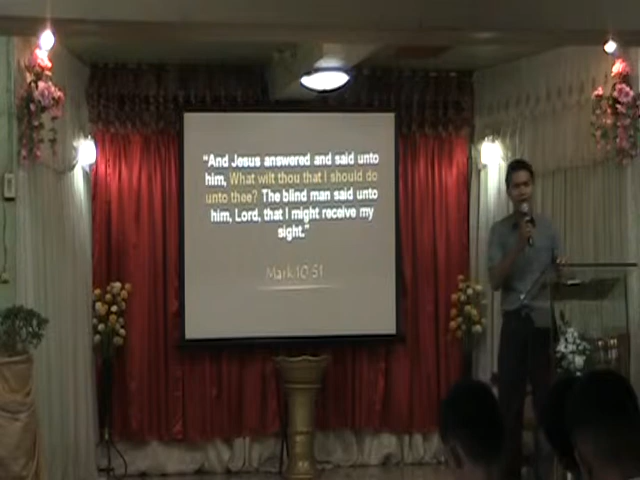 “And Jesus answered and said unto
him, What wilt thou that I should do
unto thee? The blind man said unto
him, Lord, that I might receive my
sight.”
Mark 10:51